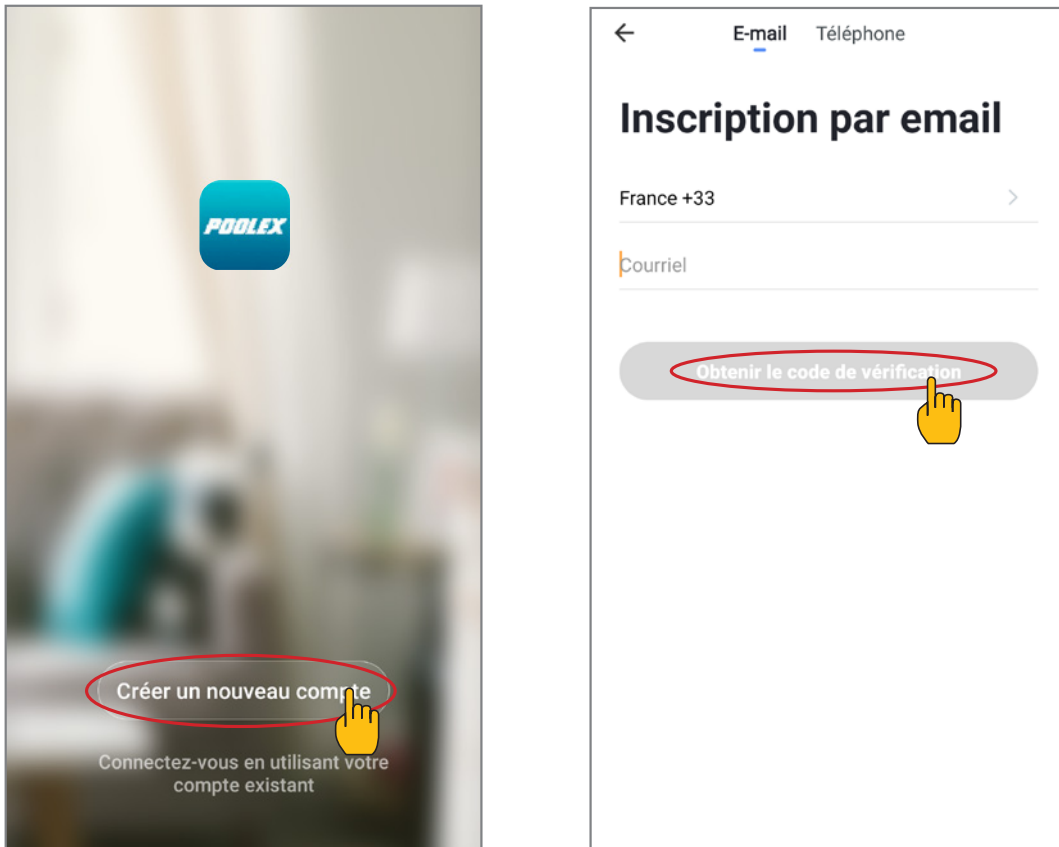 POOLEX
Créer un nouveau compte
Connectez-vous en utilisant votre
compte existant
E-mail Téléphone
Inscription par email
France +33
Courriel
Obtenir le code de vérification